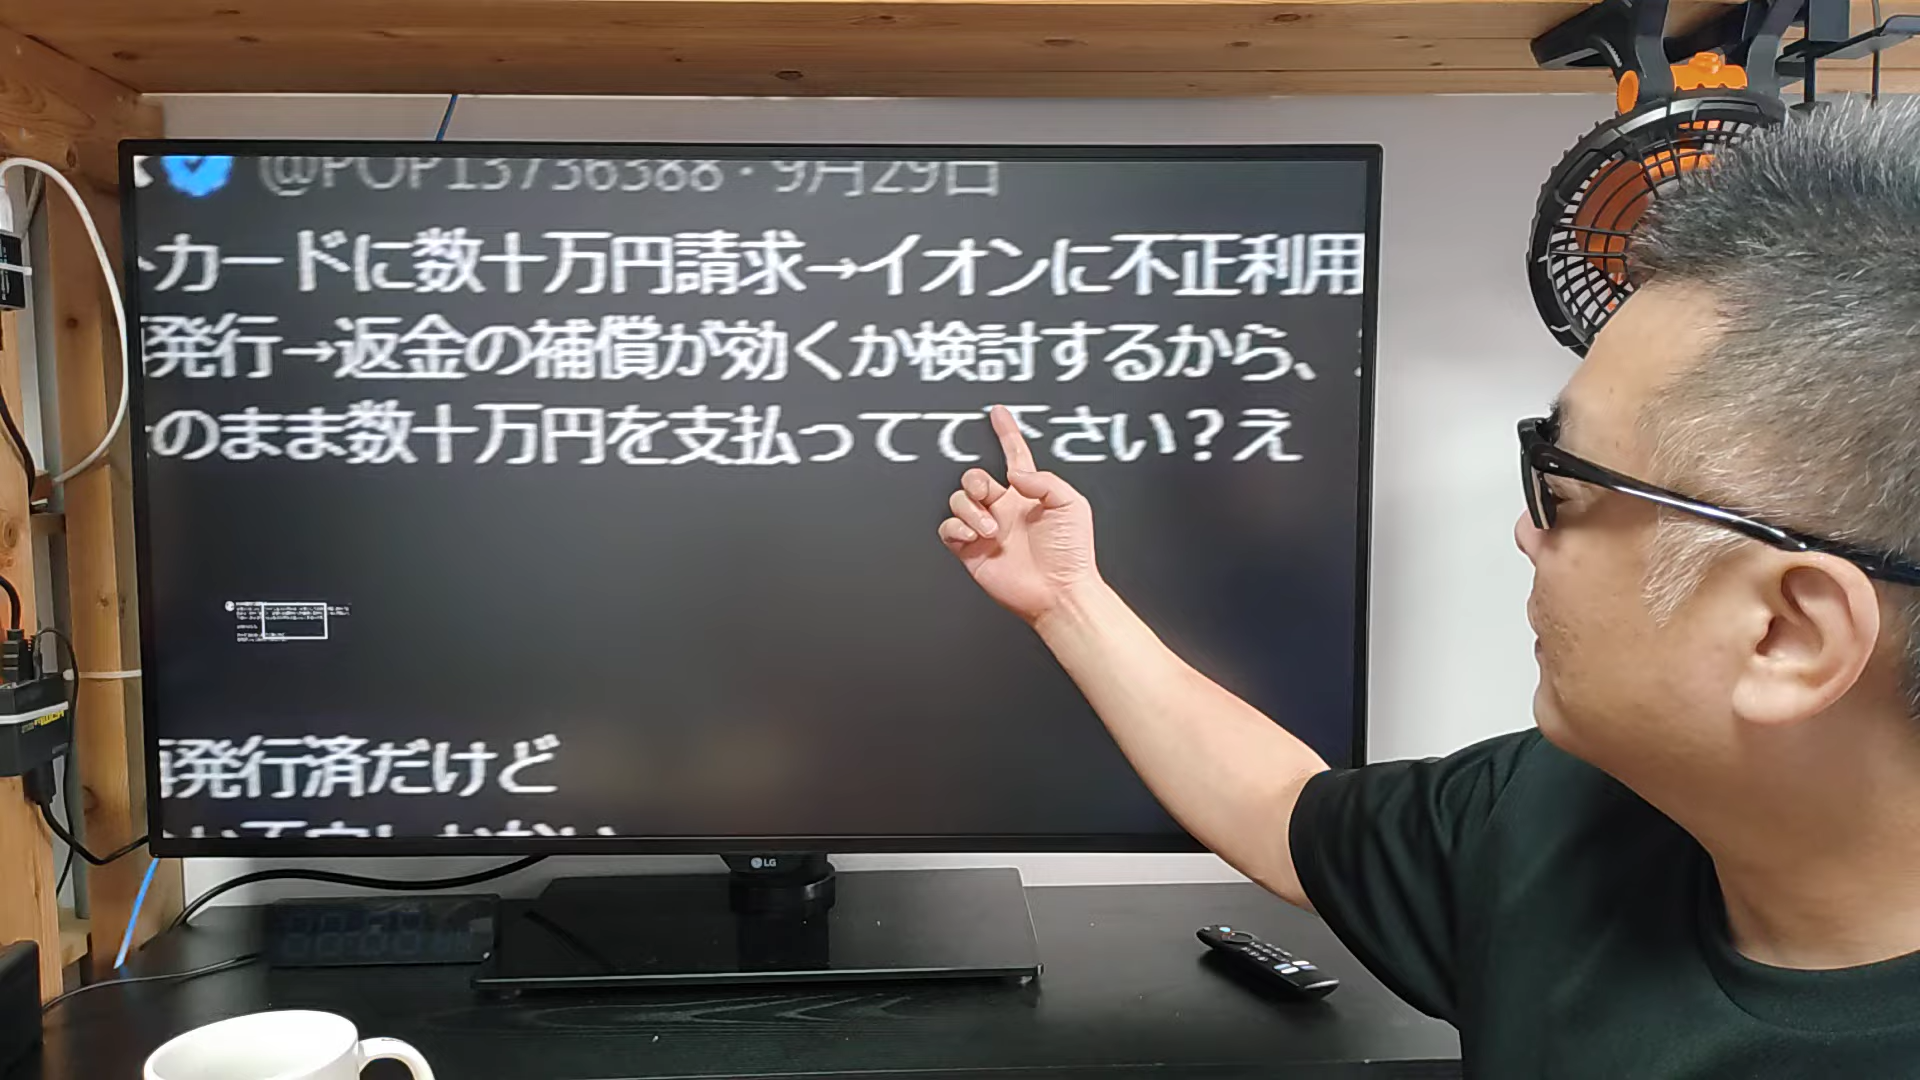 @POP13736388・9月29日
カードに数十万円請求→イオンに不正利用
発行→返金の補償が効くか検討するから、
のまま数十万円を支払ってて下さい？え
再発行済だけど
LG